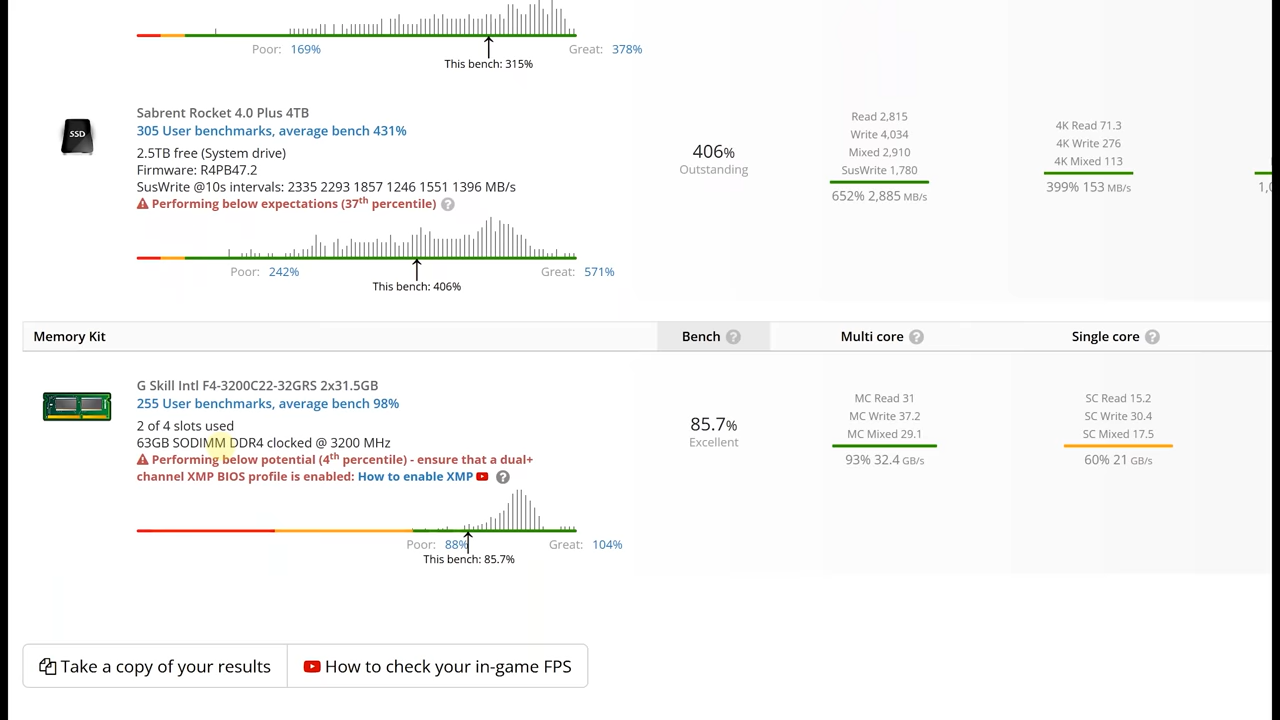 Poor: 169%
Great: 378%
This bench: 315%
SSD
Sabrent Rocket 4.0 Plus 4TB
305 User benchmarks, average bench 431%
2.5TB free (System drive)
Firmware: R4PB47.2
SusWrite @10s intervals: 2335 2293 1857 1246 1551 1396 MB/s
Performing below expectations (37th percentile) ?
Poor: 242%
Great: 571%
This bench: 406%
406%
Outstanding
Read 2,815
Write 4,034
Mixed 2,910
SusWrite 1,780
652% 2,885 MB/s
4K Read 71.3
4K Write 276
4K Mixed 113
399% 153 MB/s
1,0
Memory Kit
Bench ?
Multi core ?
Single core ?
G Skill Intl F4-3200C22-32GRS 2x31.5GB
255 User benchmarks, average bench 98%
2 of 4 slots used
63GB SODIMM DDR4 clocked @ 3200 MHz
Performing below potential (4th percentile) - ensure that a dual+
channel XMP BIOS profile is enabled: How to enable XMP ?
Poor: 88%
Great: 104%
This bench: 85.7%
85.7%
Excellent
MC Read 31
MC Write 37.2
MC Mixed 29.1
93% 32.4 GB/s
SC Read 15.2
SC Write 30.4
SC Mixed 17.5
60% 21 GB/s
Take a copy of your results
How to check your in-game FPS